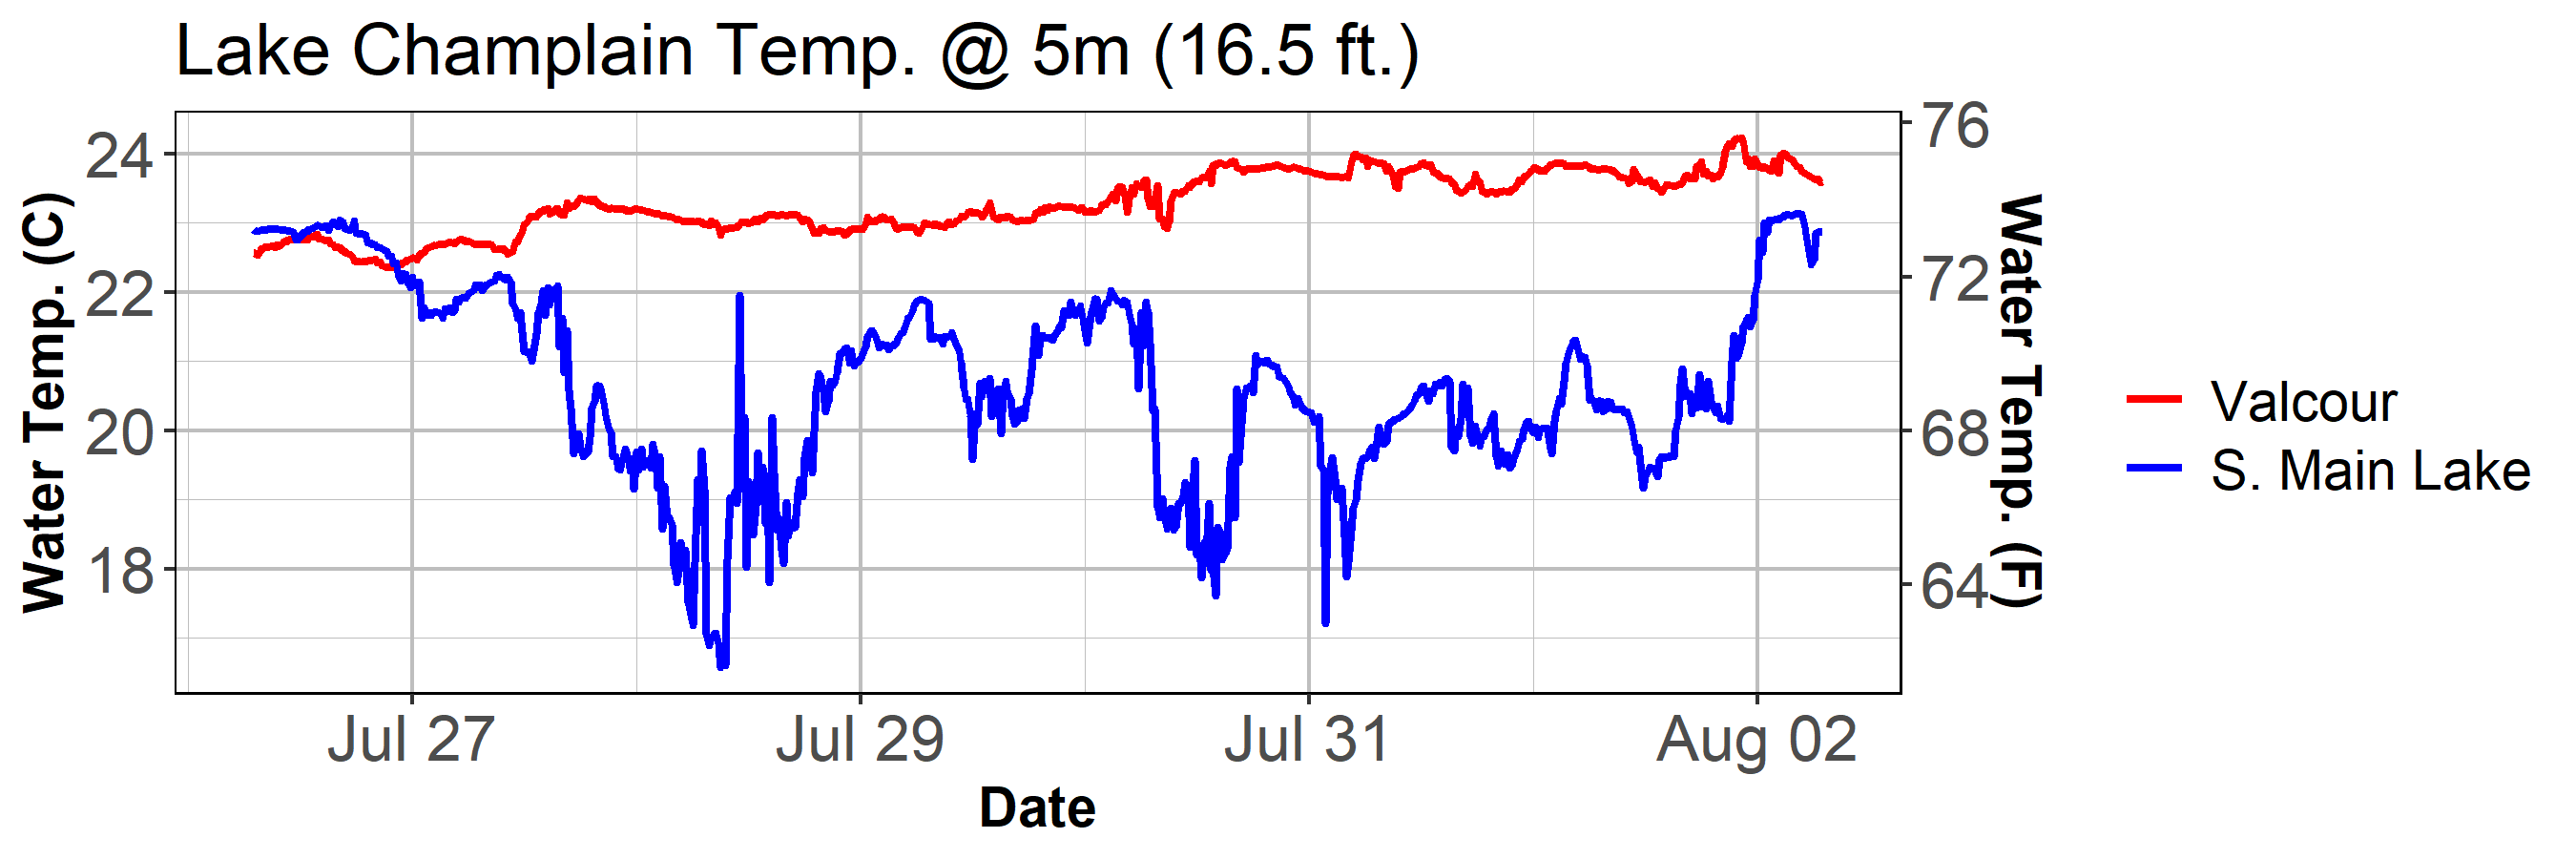 Lake Champlain Temp. @ 5m (16.5 ft.)
Water Temp. (C)
24
22
20
18
76
72
68
64
Water Temp. (F)
Jul 27
Jul 29
Jul 31
Aug 02
Date
Valcour
S. Main Lake